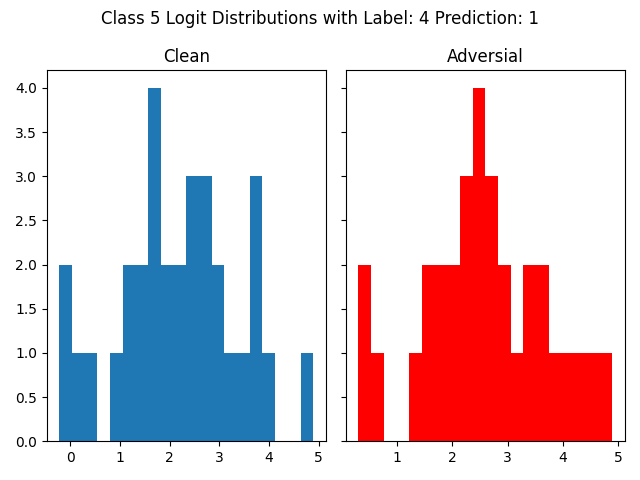 Class 5 Logit Distributions with Label: 4 Prediction: 1
Clean
Adversial
4.0
3.5
3.0
2.5
2.0
1.5
1.0
0.5
0.0
0 1 2 3 4 5
1 2 3 4 5